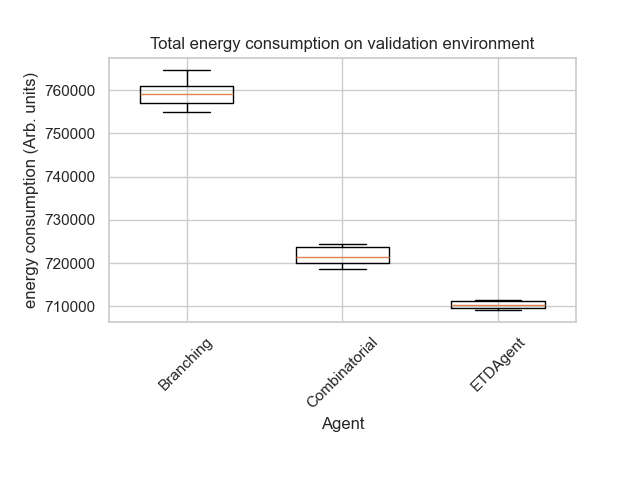 Total energy consumption on validation environment
energy consumption (Arb. units)
760000
750000
740000
730000
720000
710000
Branching
Combinatorial
ETDAgent
Agent